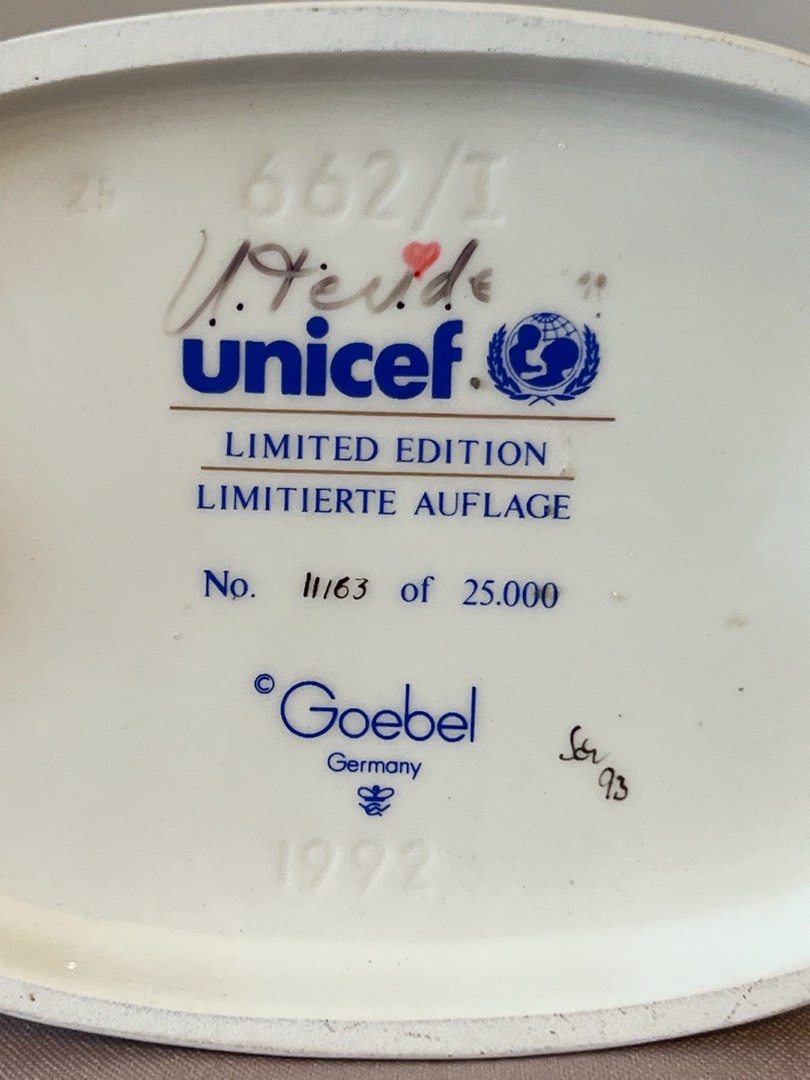 662/I
unicef
LIMITED EDITION
LIMITIERTE AUFLAGE
No. 11163 of 25.000
© Goebel
Germany
93
1992